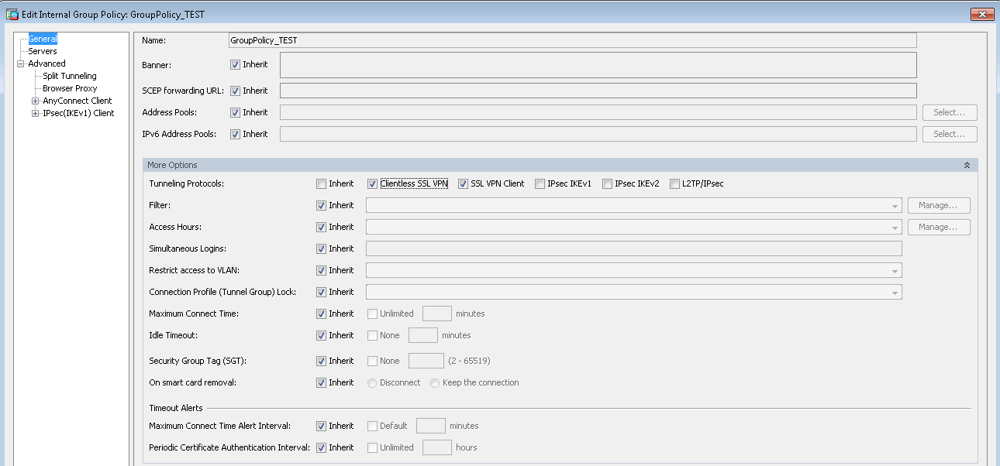 Edit Internal Group Policy: GroupPolicy_TEST
General
Servers
Advanced
Split Tunneling
Browser Proxy
AnyConnect Client
IPsec(IKEv1) Client
Name: GroupPolicy_TEST
Banner: Inherit
SCEP forwarding URL: Inherit
Address Pools: Inherit Select...
IPv6 Address Pools: Inherit Select...
More Options
Tunneling Protocols: Inherit Clientless SSL VPN SSL VPN Client IPsec IKEv1 IPsec IKEv2 L2TP/IPsec
Filter: Inherit Manage...
Access Hours: Inherit Manage...
Simultaneous Logins: Inherit
Restrict access to VLAN: Inherit
Connection Profile (Tunnel Group) Lock: Inherit
Maximum Connect Time: Inherit Unlimited minutes
Idle Timeout: Inherit None minutes
Security Group Tag (SGT): Inherit None (2 - 65519)
On smart card removal: Inherit Disconnect Keep the connection
Timeout Alerts
Maximum Connect Time Alert Interval: Inherit Default minutes
Periodic Certificate Authentication Interval: Inherit Unlimited hours